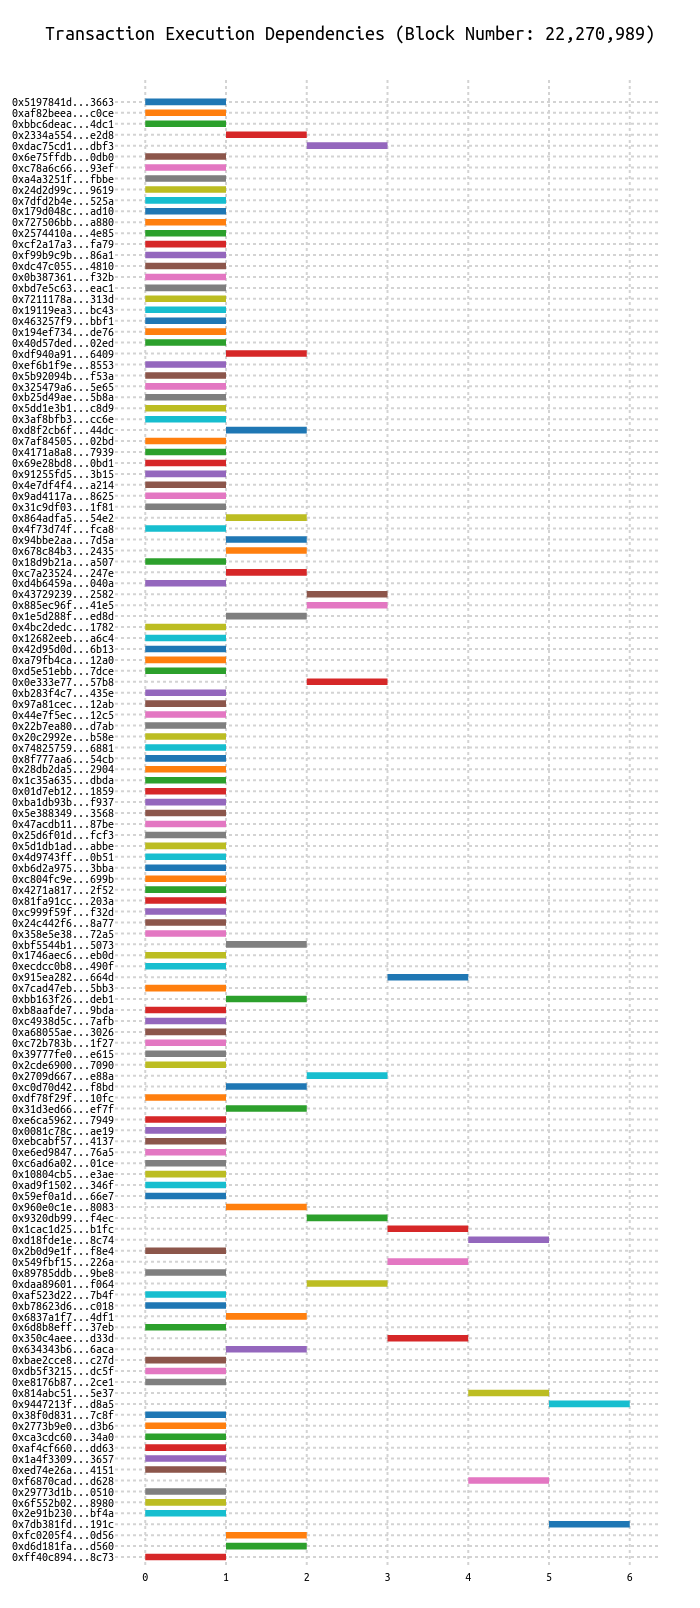 Transaction Execution Dependencies (Block Number: 22,270,989)
0x5197841d...3663
0xaf82beea...c0ce
0xbbc6deac...4dc1
0x2334a554...e2d8
0xdac75cd1...dbf3
0x6e75ffdb...0db0
0xc78a6c66...93ef
0xa4a3251f...fbbe
0x24d2d99c...9619
0x7dfd2b4e...525a
0x179d048c...ad10
0x727506bb...a880
0x2574410a...4e85
0xcf2a17a3...fa79
0xf99b9c9b...86a1
0xdc47c055...4810
0x0b387361...f32b
0xbd7e5c63...eac1
0x7211178a...313d
0x19119ea3...bc43
0x463257f9...bbf1
0x194ef734...de76
0x40d57ded...02ed
0xdf940a91...6409
0xef6b1f9e...8553
0x5b92094b...f53a
0x325479a6...5e65
0xb25d49ae...5b8a
0x5dd1e3b1...c8d9
0x3af8bfb3...cc6e
0xd8f2cb6f...44dc
0x7af84505...02bd
0x4171a8a8...7939
0x69e28bd8...0bd1
0x91255fd5...3b15
0x4e7df4f4...a214
0x9ad4117a...8625
0x31c9df03...1f81
0x864adfa5...54e2
0x4f73d74f...fca8
0x94bbe2aa...7d5a
0x678c84b3...2435
0x18d9b21a...a507
0xc7a23524...247e
0xd4b6459a...040a
0x43729239...2582
0x885ec96f...41e5
0x1e5d288f...ed8d
0x4bc2dedc...1782
0x12682eeb...a6c4
0x42d95d0d...6b13
0xa79fb4ca...12a0
0xd5e51ebb...7dce
0x0e333e77...57b8
0xb283f4c7...435e
0x97a81cec...12ab
0x44e7f5ec...12c5
0x22b7ea80...d7ab
0x20c2992e...b58e
0x74825759...6881
0x8f777aa6...54cb
0x28db2da5...2904
0x1c35a635...dbda
0x01d7eb12...1859
0xba1db93b...f937
0x5e388349...3568
0x47acdb11...87be
0x25d6f01d...fcf3
0x5d1db1ad...abbe
0x4d9743ff...0b51
0xb6d2a975...3bba
0xc804fc9e...699b
0x4271a817...2f52
0x81fa91cc...203a
0xc999f59f...f32d
0x24c442f6...8a77
0x358e5e38...72a5
0xbf5544b1...5073
0x1746aec6...eb0d
0xecdcc0b8...490f
0x915ea282...664d
0x7cad47eb...5bb3
0xbb163f26...deb1
0xb8aafde7...9bda
0xc4938d5c...7afb
0xa68055ae...3026
0xc72b783b...1f27
0x39777fe0...e615
0x2cde6900...7090
0x2709d667...e88a
0xc0d70d42...f8bd
0xdf78f29f...10fc
0x31d3ed66...ef7f
0xe6ca5962...7949
0x0081c78c...ae19
0xebcabf57...4137
0xe6ed9847...76a5
0xc6ad6a02...01ce
0x10804cb5...e3ae
0xad9f1502...346f
0x59ef0a1d...66e7
0x960e0c1e...8083
0x9320db99...f4ec
0x1cac1d25...b1fc
0xd18fde1e...8c74
0x2b0d9e1f...f8e4
0x549fbf15...226a
0x89785ddb...9be8
0xdaa89601...f064
0xaf523d22...7b4f
0xb78623d6...c018
0x6837a1f7...4df1
0x6d8b8eff...37eb
0x350c4aee...d33d
0x634343b6...6aca
0xbae2cce8...c27d
0xdb5f3215...dc5f
0xe8176b87...2ce1
0x814abc51...5e37
0x9447213f...d8a5
0x38f0d831...7c8f
0x2773b9e0...d3b6
0xca3cdc60...34a0
0xaf4cf660...dd63
0x1a4f3309...3657
0xed74e26a...4151
0xf6870cad...d628
0x29773d1b...0510
0x6f552b02...8980
0x2e91b230...bf4a
0x7db381fd...191c
0xfc0205f4...0d56
0xd6d181fa...d560
0xff40c894...8c73
0 1 2 3 4 5 6